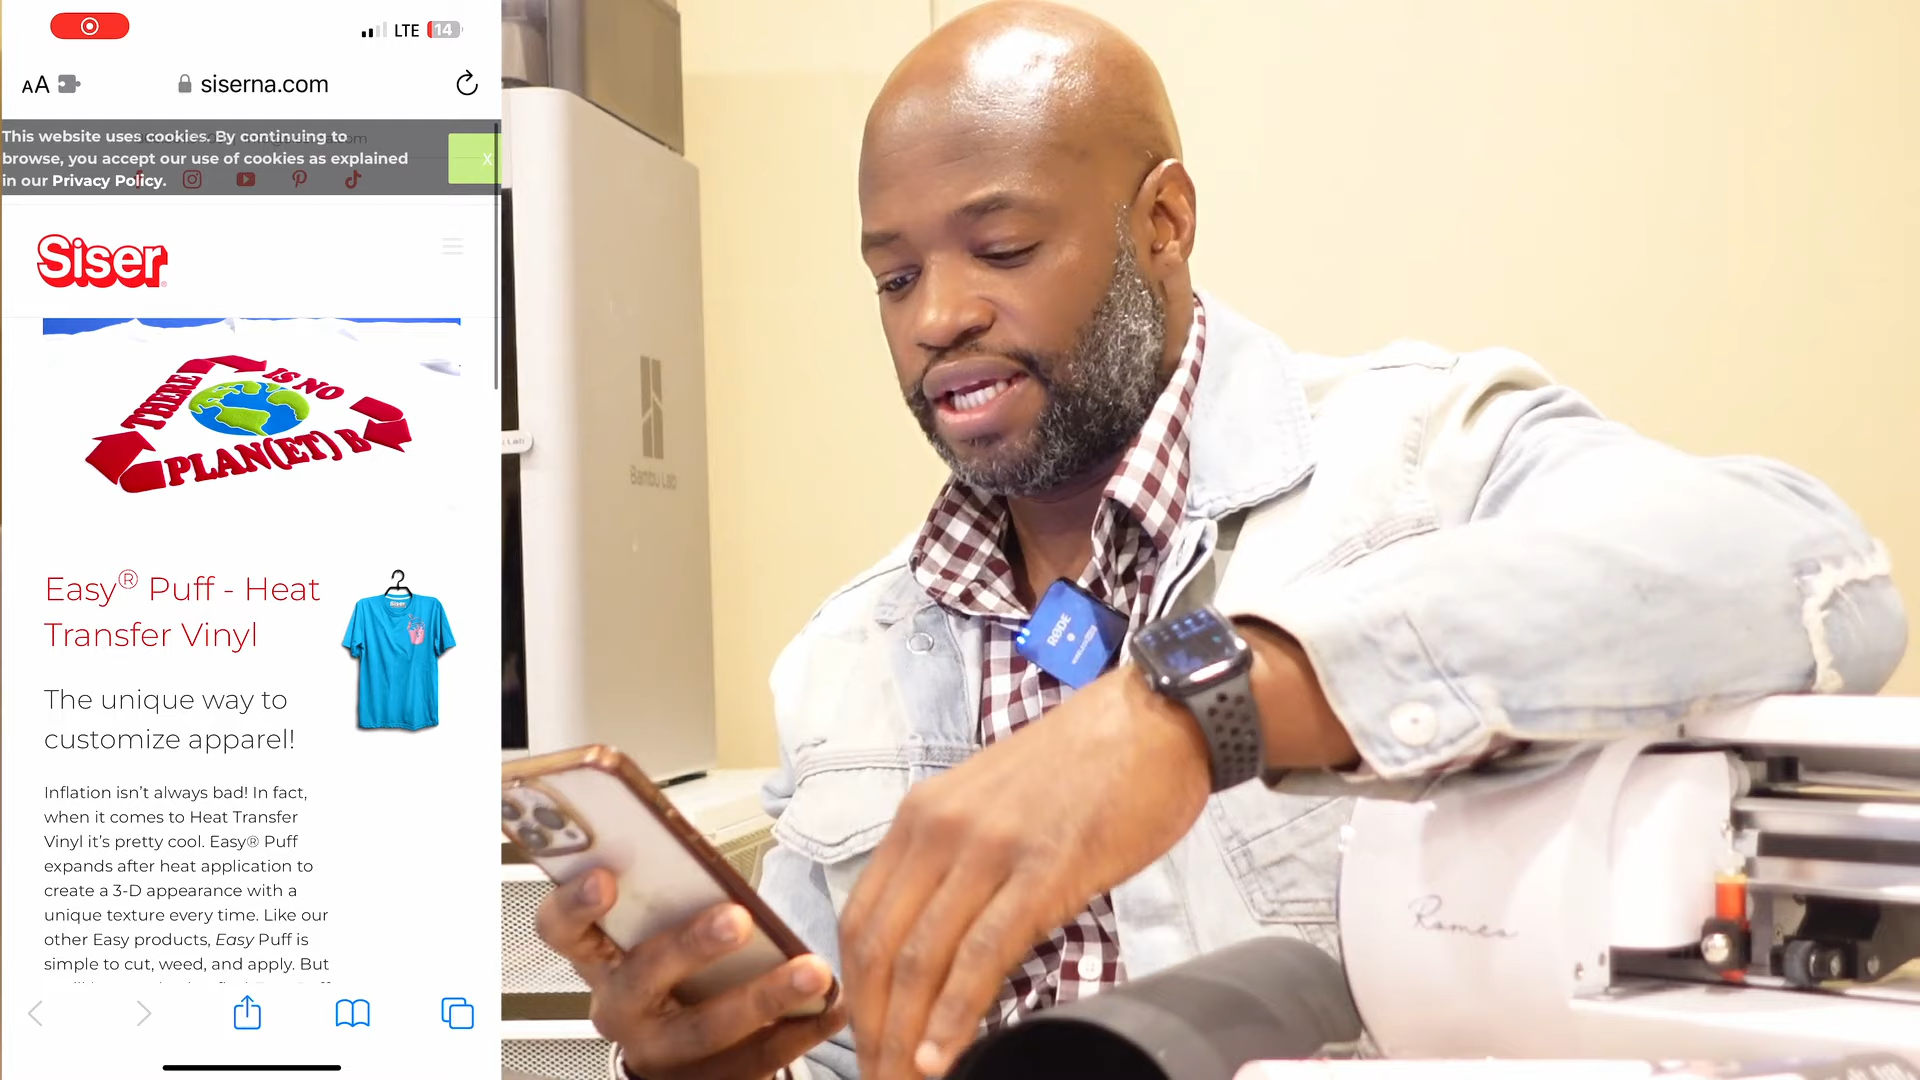 LTE 14
AA
siserna.com
This website uses cookies. By continuing to
browse, you accept our use of cookies as explained
in our Privacy Policy.
X
Siser
THERE IS NO
PLAN(ET) B
Easy® Puff - Heat
Transfer Vinyl
Siser
The unique way to
customize apparel!
Inflation isn’t always bad! In fact,
when it comes to Heat Transfer
Vinyl it’s pretty cool. Easy® Puff
expands after heat application to
create a 3-D appearance with a
unique texture every time. Like our
other Easy products, Easy Puff is
simple to cut, weed, and apply. But
Bambu Lab
RØDE
Romeo